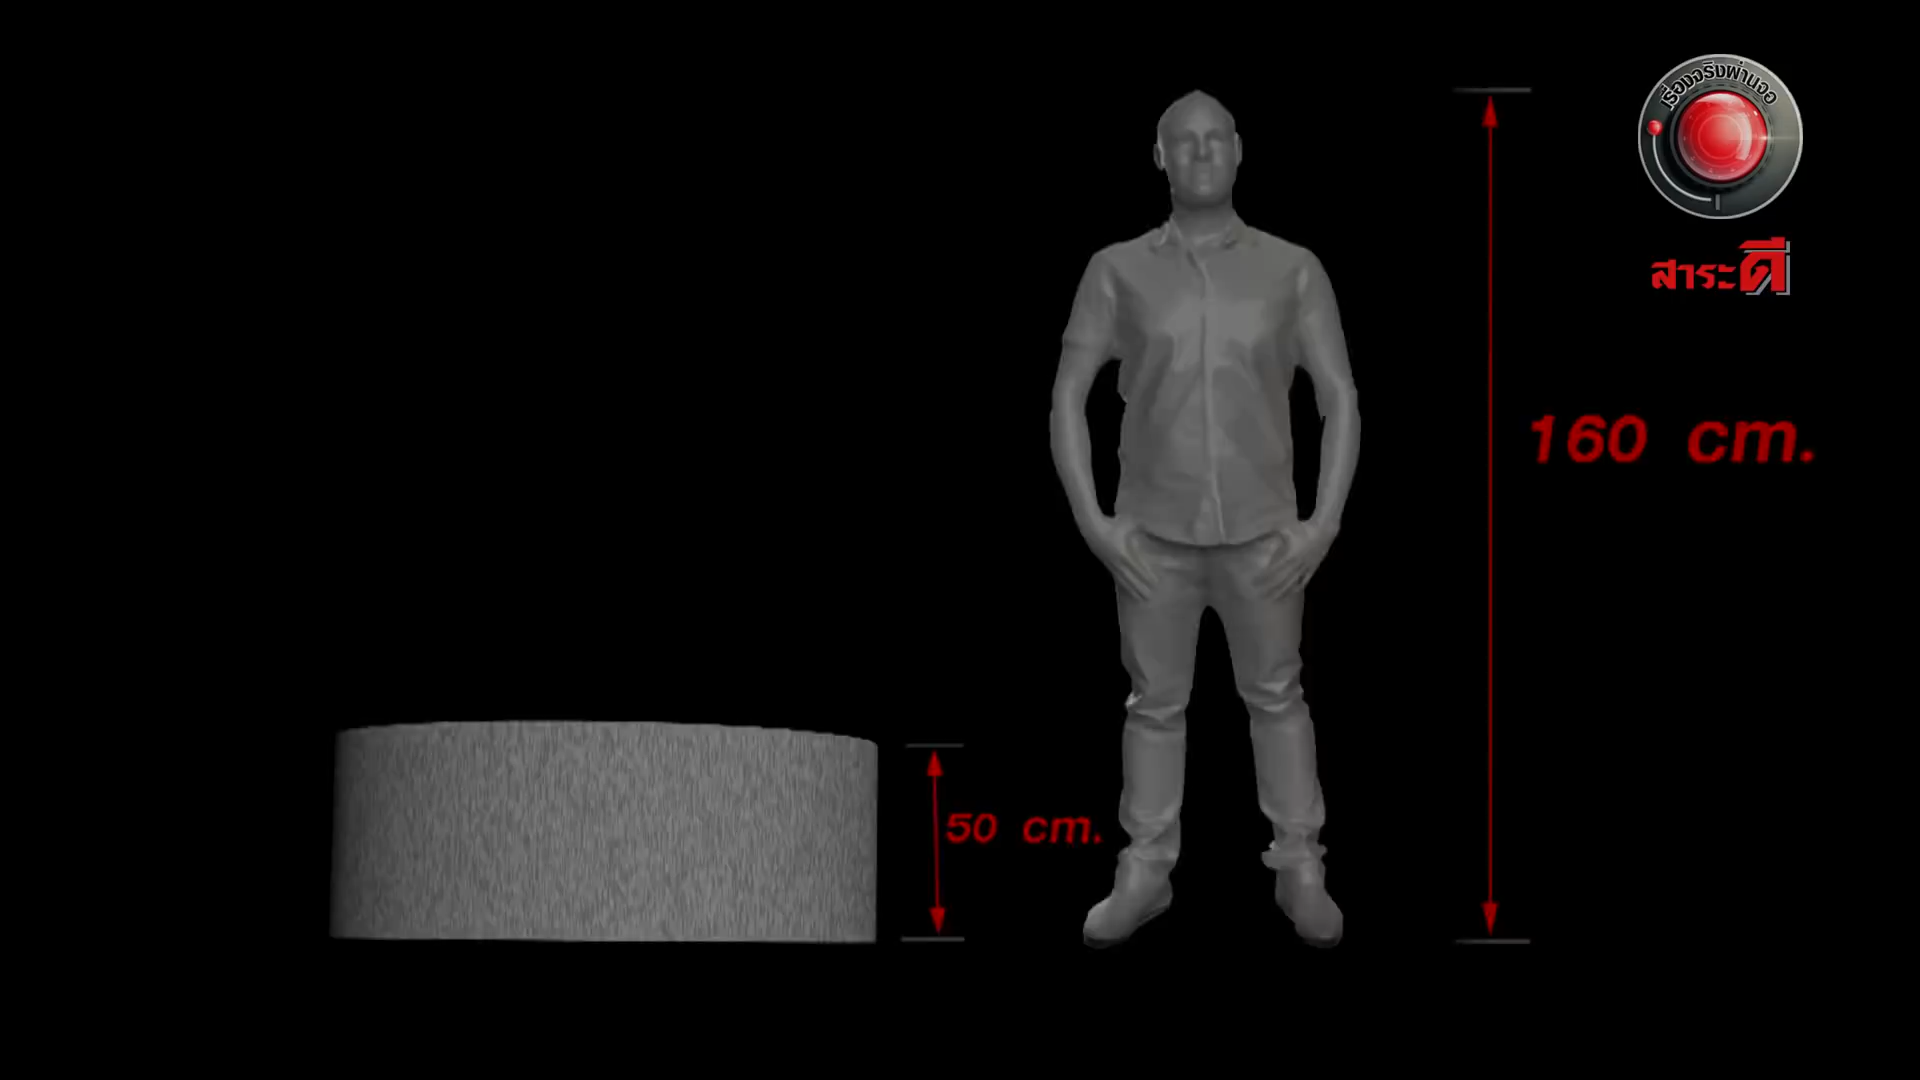 เรื่องจริงผ่านจอ
สาระดี
160 cm.
50 cm.